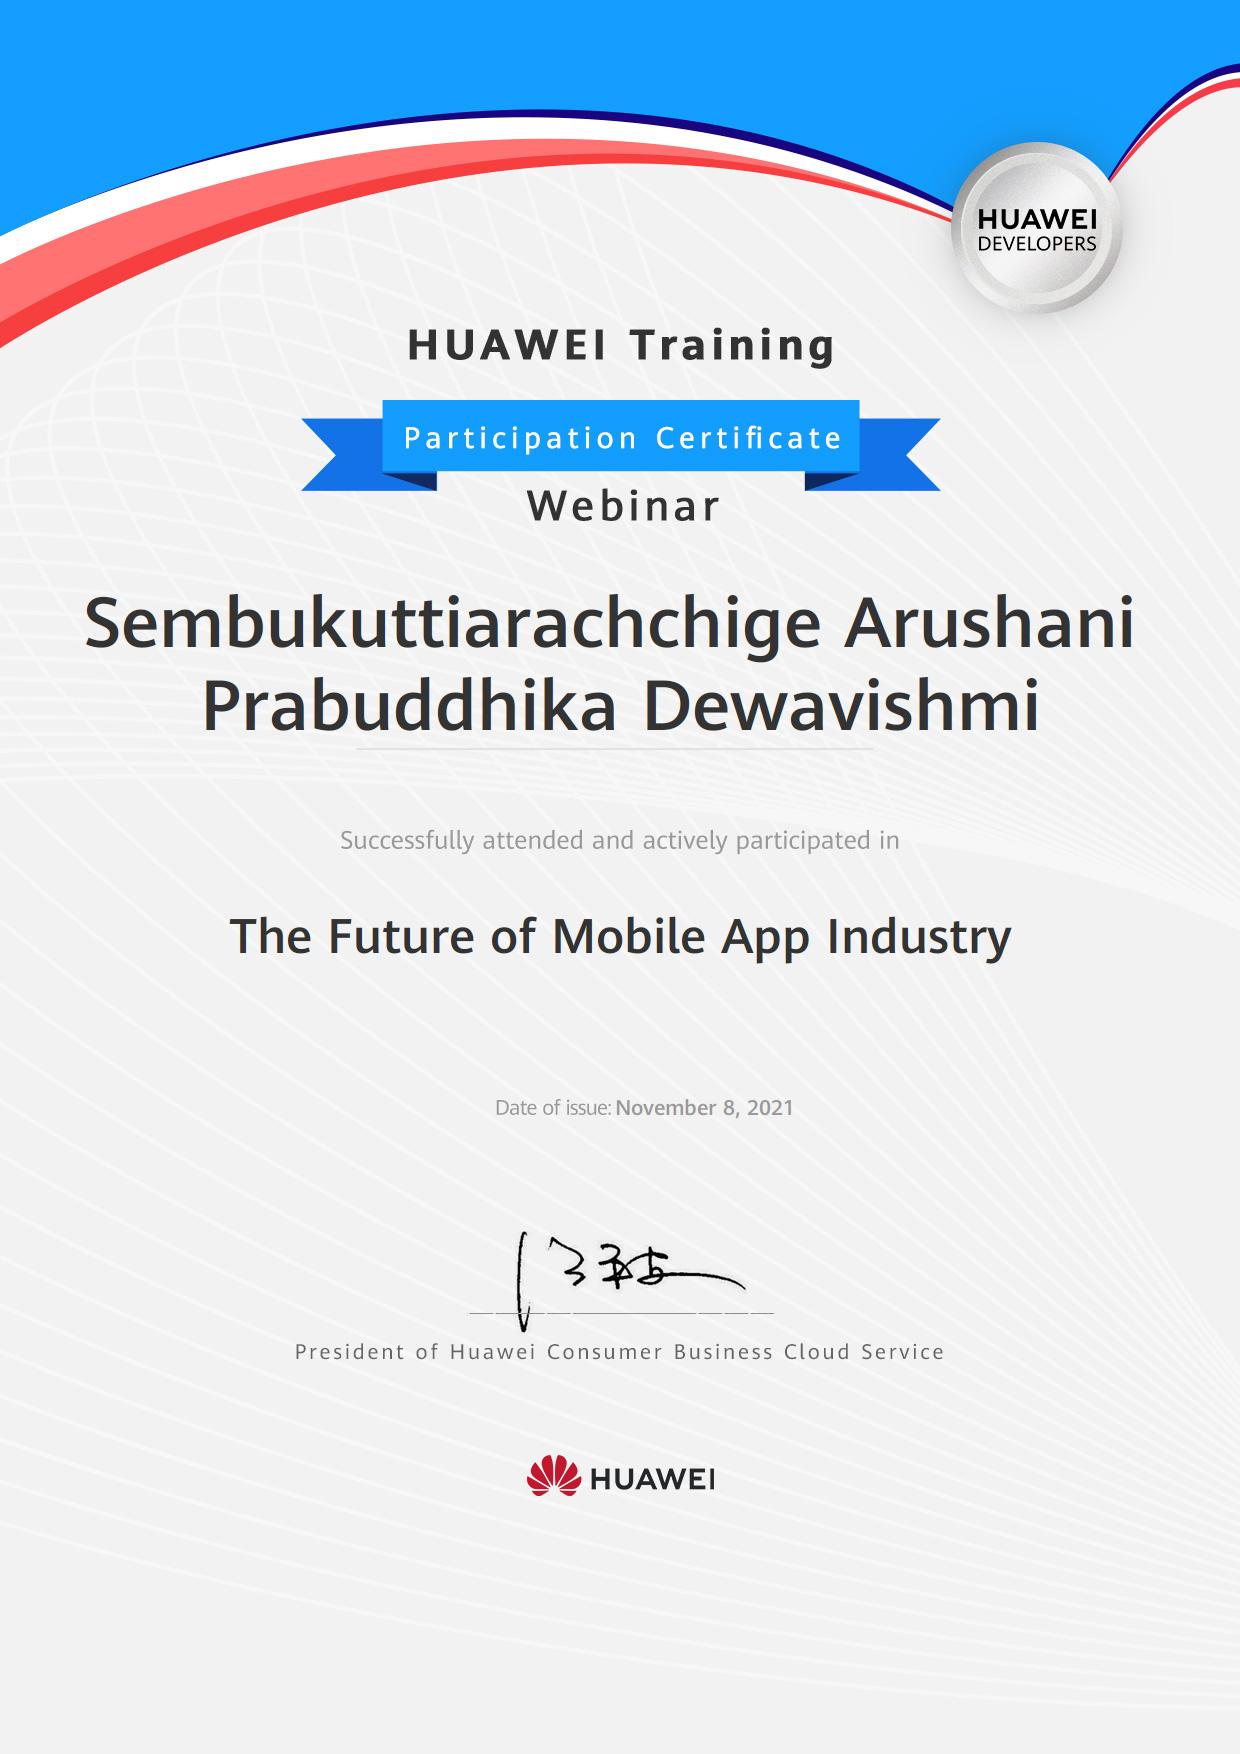 HUAWEI
DEVELOPERS
HUAWEI Training
Participation Certificate
Webinar
Sembukuttiarachchige Arushani
Prabuddhika Dewavishmi
Successfully attended and actively participated in
The Future of Mobile App Industry
Date of issue: November 8, 2021
President of Huawei Consumer Business Cloud Service
HUAWEI